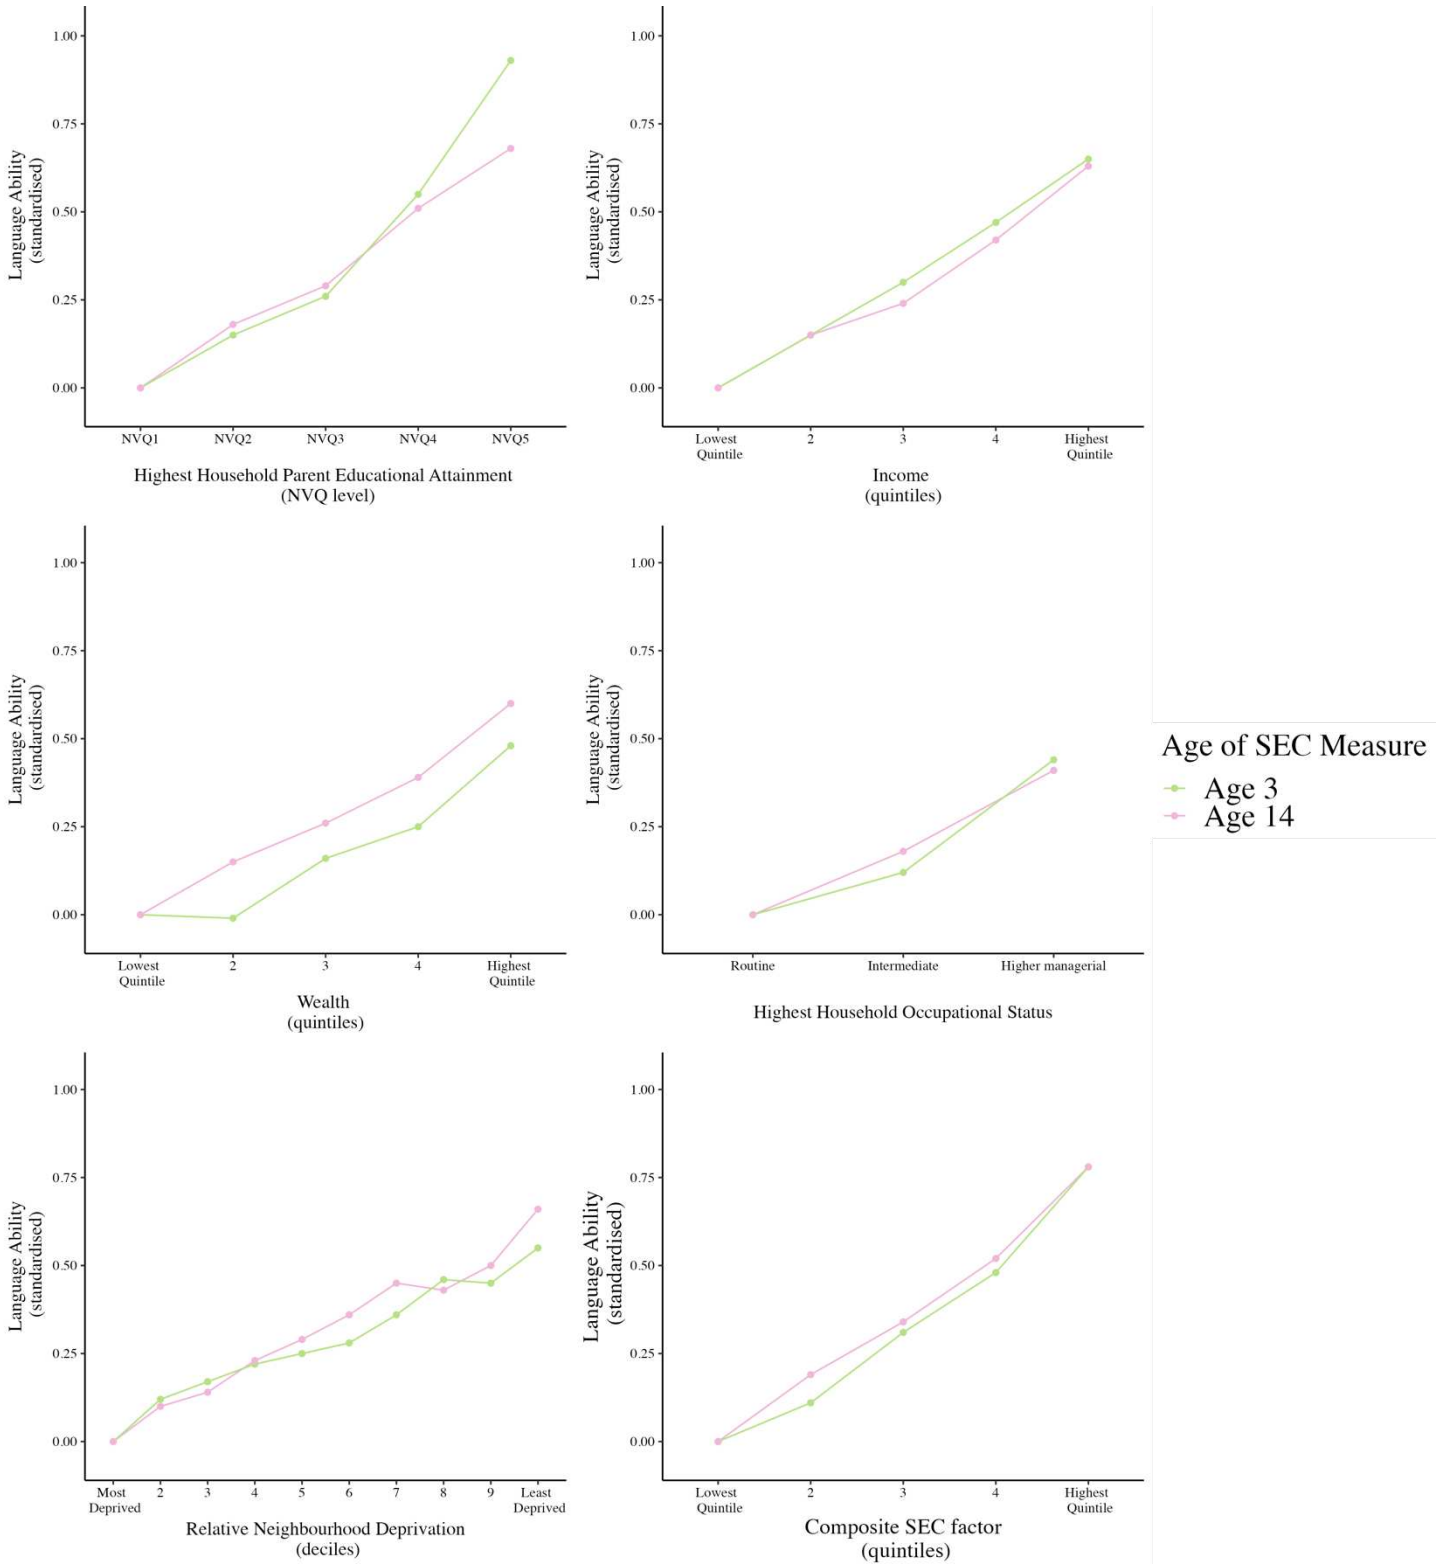 1.00
0.75
0.50
0.25
0.00
Language Ability
(standardised)
NVQ1 NVQ2 NVQ3 NVQ4 NVQ5
Highest Household Parent Educational Attainment
(NVQ level)
1.00
0.75
0.50
0.25
0.00
Language Ability
(standardised)
Lowest 2 3 4 Highest
Quintile Quintile
Income
(quintiles)
1.00
0.75
0.50
0.25
0.00
Language Ability
(standardised)
Lowest 2 3 4 Highest
Quintile Quintile
Wealth
(quintiles)
1.00
0.75
0.50
0.25
0.00
Language Ability
(standardised)
Routine Intermediate Higher managerial
Highest Household Occupational Status
Age of SEC Measure
Age 3
Age 14
1.00
0.75
0.50
0.25
0.00
Language Ability
(standardised)
Most 2 3 4 5 6 7 8 9 Least
Deprived Deprived
Relative Neighbourhood Deprivation
(deciles)
1.00
0.75
0.50
0.25
0.00
Language Ability
(standardised)
Lowest 2 3 4 Highest
Quintile Quintile
Composite SEC factor
(quintiles)